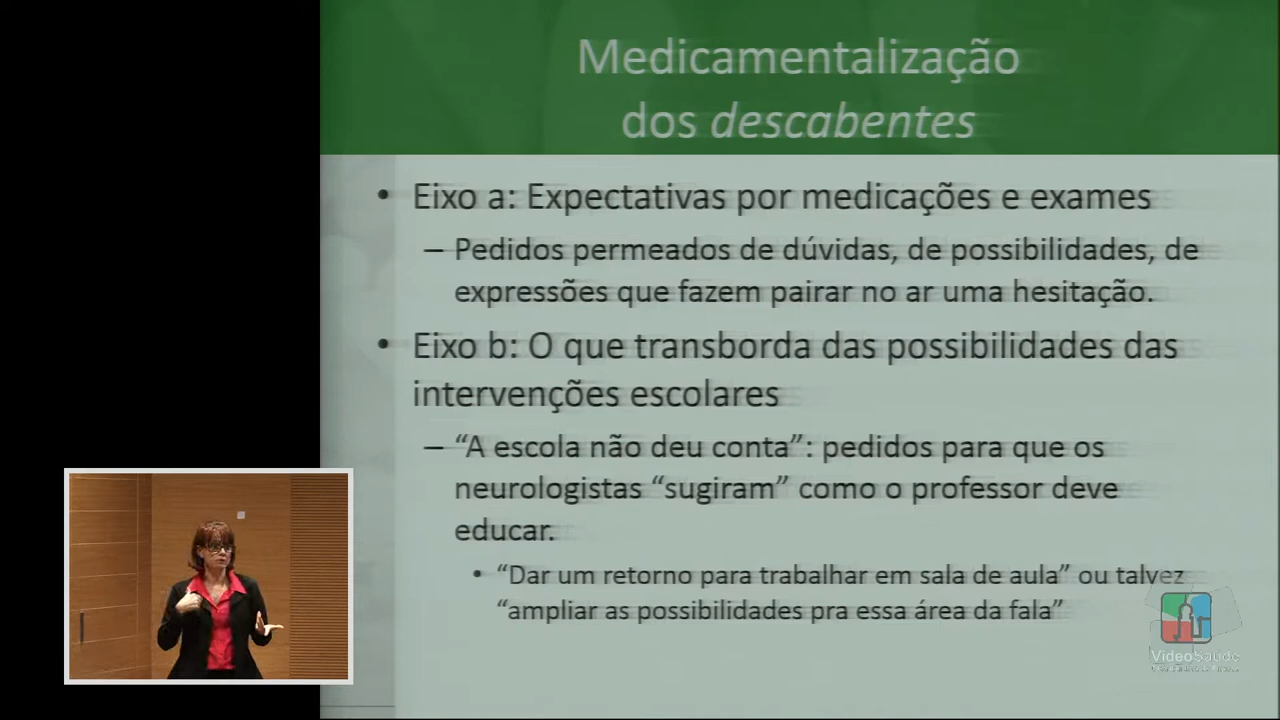 Medicamentalização
dos descabentes
• Eixo a: Expectativas por medicações e exames
– Pedidos permeados de dúvidas, de possibilidades, de
expressões que fazem pairar no ar uma hesitação.
• Eixo b: O que transborda das possibilidades das
intervenções escolares
– “A escola não deu conta”: pedidos para que os
neurologistas “sugiram” como o professor deve
educar.
• “Dar um retorno para trabalhar em sala de aula” ou talvez
“ampliar as possibilidades pra essa área da fala”
VideoSaúde